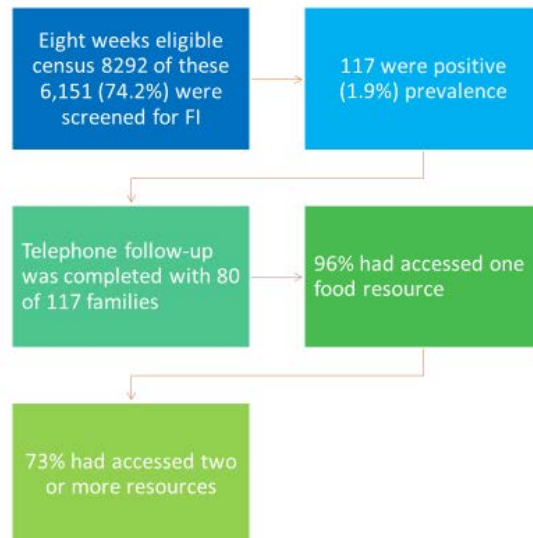 Eight weeks eligible
census 8292 of these
6,151 (74.2%) were
screened for FI
117 were positive
(1.9%) prevalence
Telephone follow-up
was completed with 80
of 117 families
96% had accessed one
food resource
73% had accessed two
or more resources